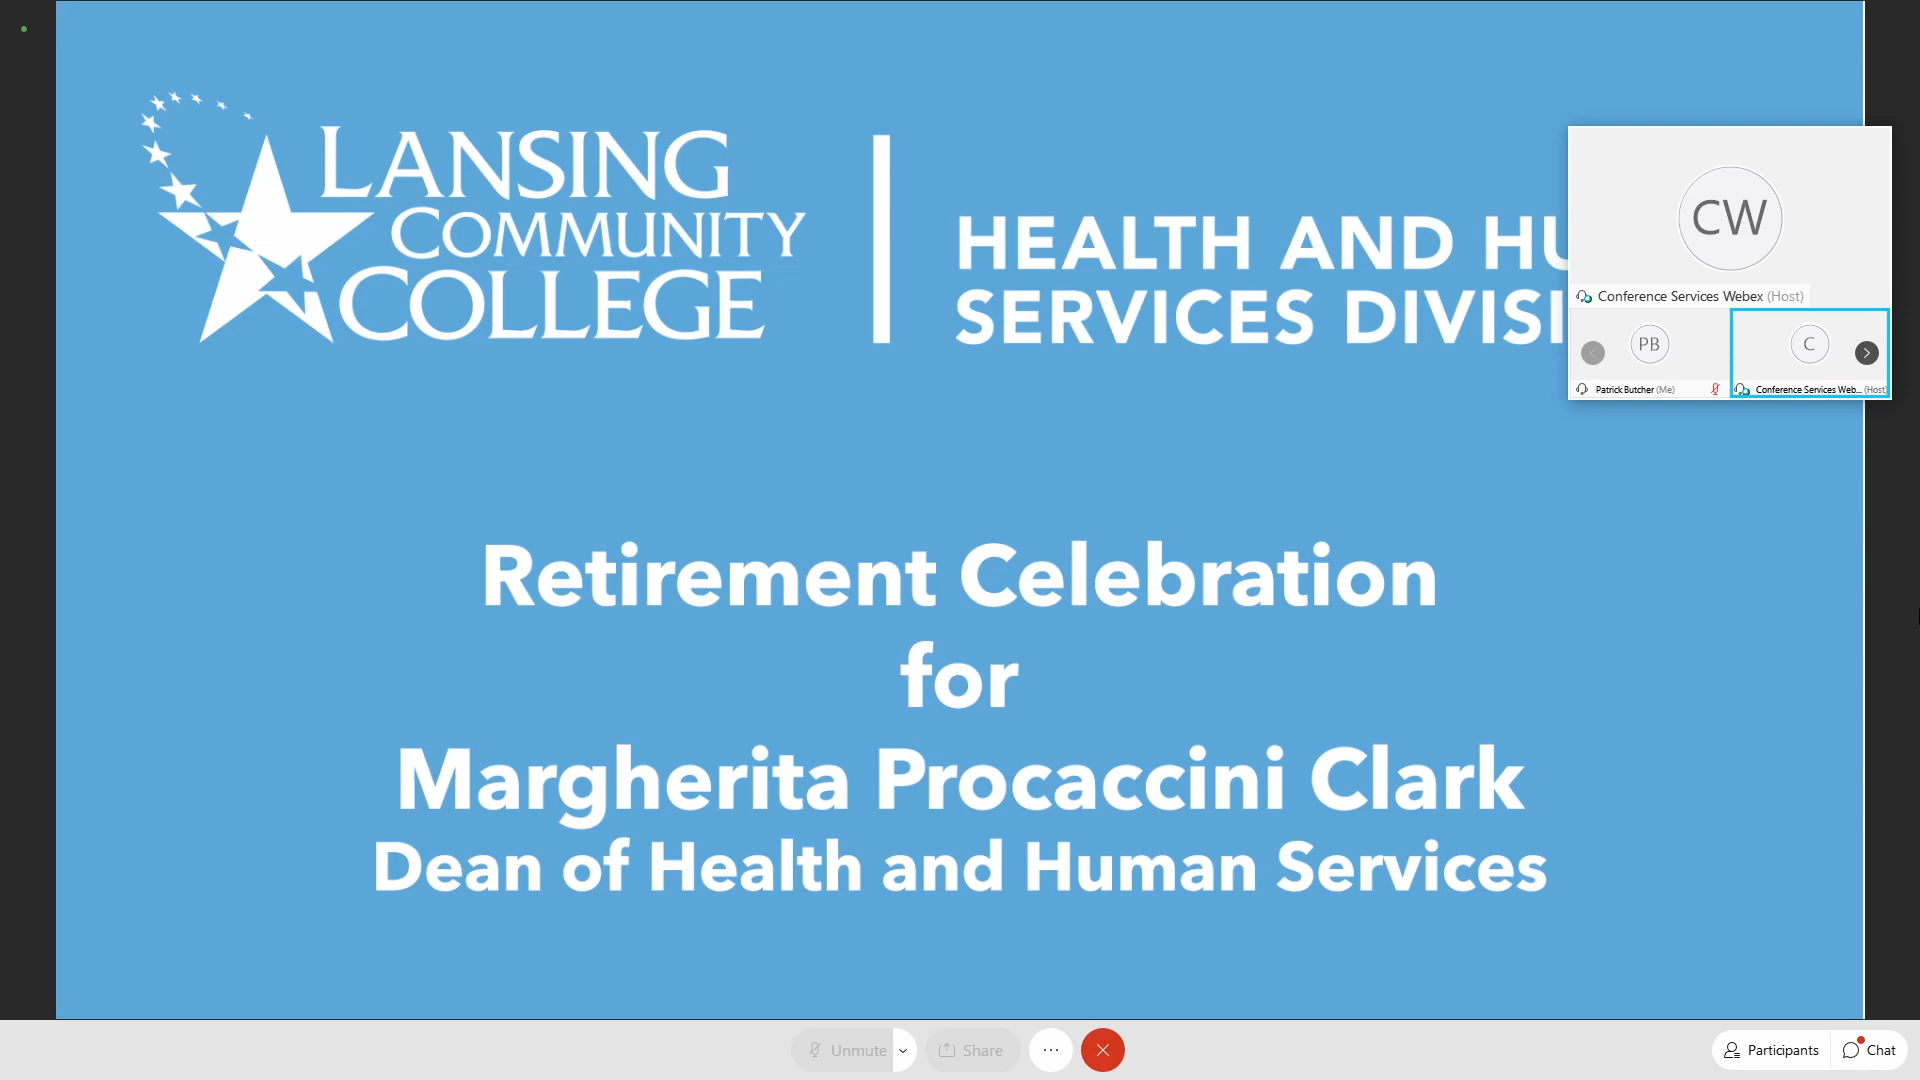 LANSING
COMMUNITY
COLLEGE
HEALTH AND HU
SERVICES DIVISI
CW
Conference Services Webex (Host)
PB
C
Patrick Butcher (Me)
Conference Services Web... (Host)
Retirement Celebration
for
Margherita Procaccini Clark
Dean of Health and Human Services
Unmute
Share
Participants
Chat